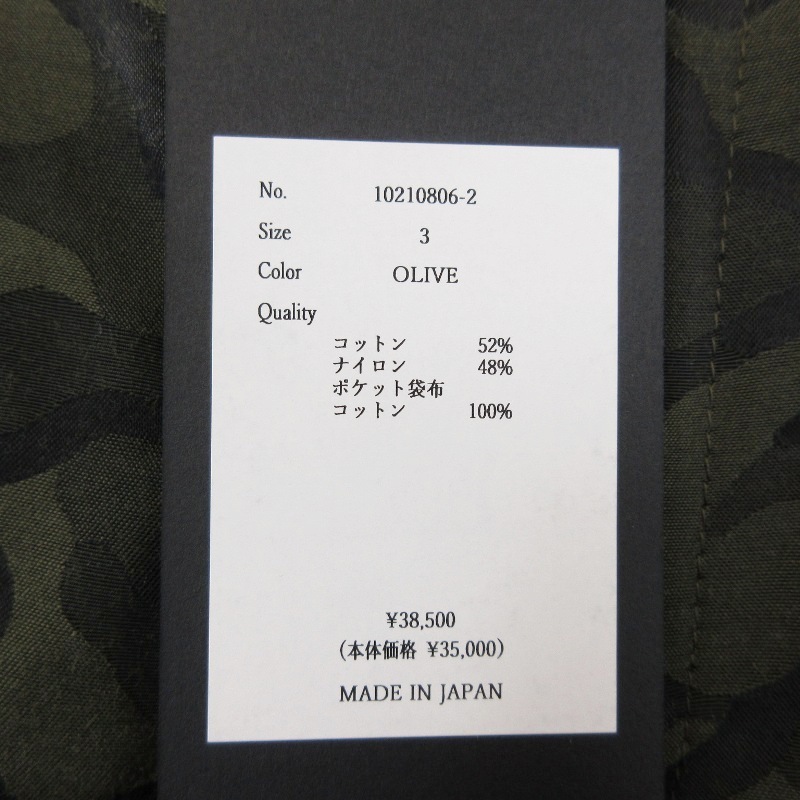 No. 10210806-2
Size 3
Color OLIVE
Quality
コットン 52%
ナイロン 48%
ポケット袋布
コットン 100%
¥38,500
(本体価格 ¥35,000)
MADE IN JAPAN